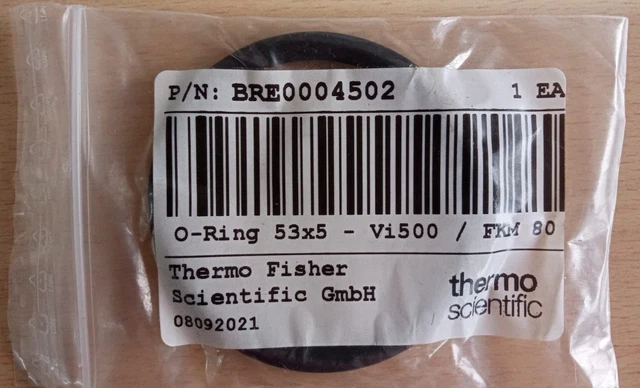 P/N: BRE0004502 1 EA
O-Ring 53x5 - Vi500 / FKM 80
Thermo Fisher
Scientific GmbH
08092021
thermo
scientific